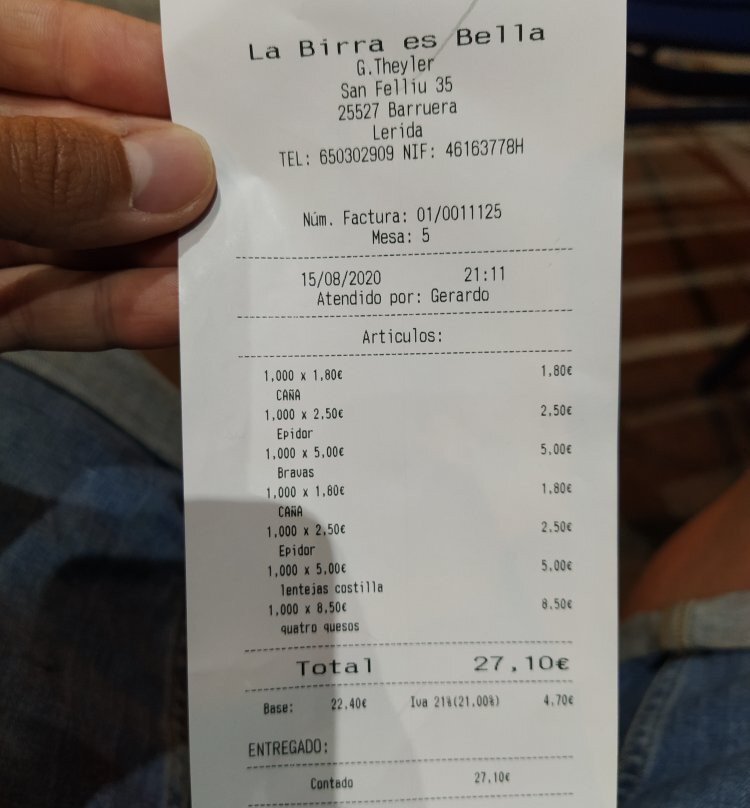 La Birra es Bella
G.Theyler
San Felliu 35
25527 Barruera
Lerida
TEL: 650302909 NIF: 46163778H
Núm. Factura: 01/0011125
Mesa: 5
15/08/2020 21:11
Atendido por: Gerardo
Articulos:
1,000 x 1,80€ 1,80€
CAÑA
1,000 x 2,50€ 2,50€
Epidor
1,000 x 5,00€ 5,00€
Bravas
1,000 x 1,80€ 1,80€
CAÑA
1,000 x 2,50€ 2,50€
Epidor
1,000 x 5,00€ 5,00€
lentejas costilla
1,000 x 8,50€ 8,50€
quatro quesos
Total 27,10€
Base: 22,40€ Iva 21%(21,00%) 4,70€
ENTREGADO:
Contado 27,10€